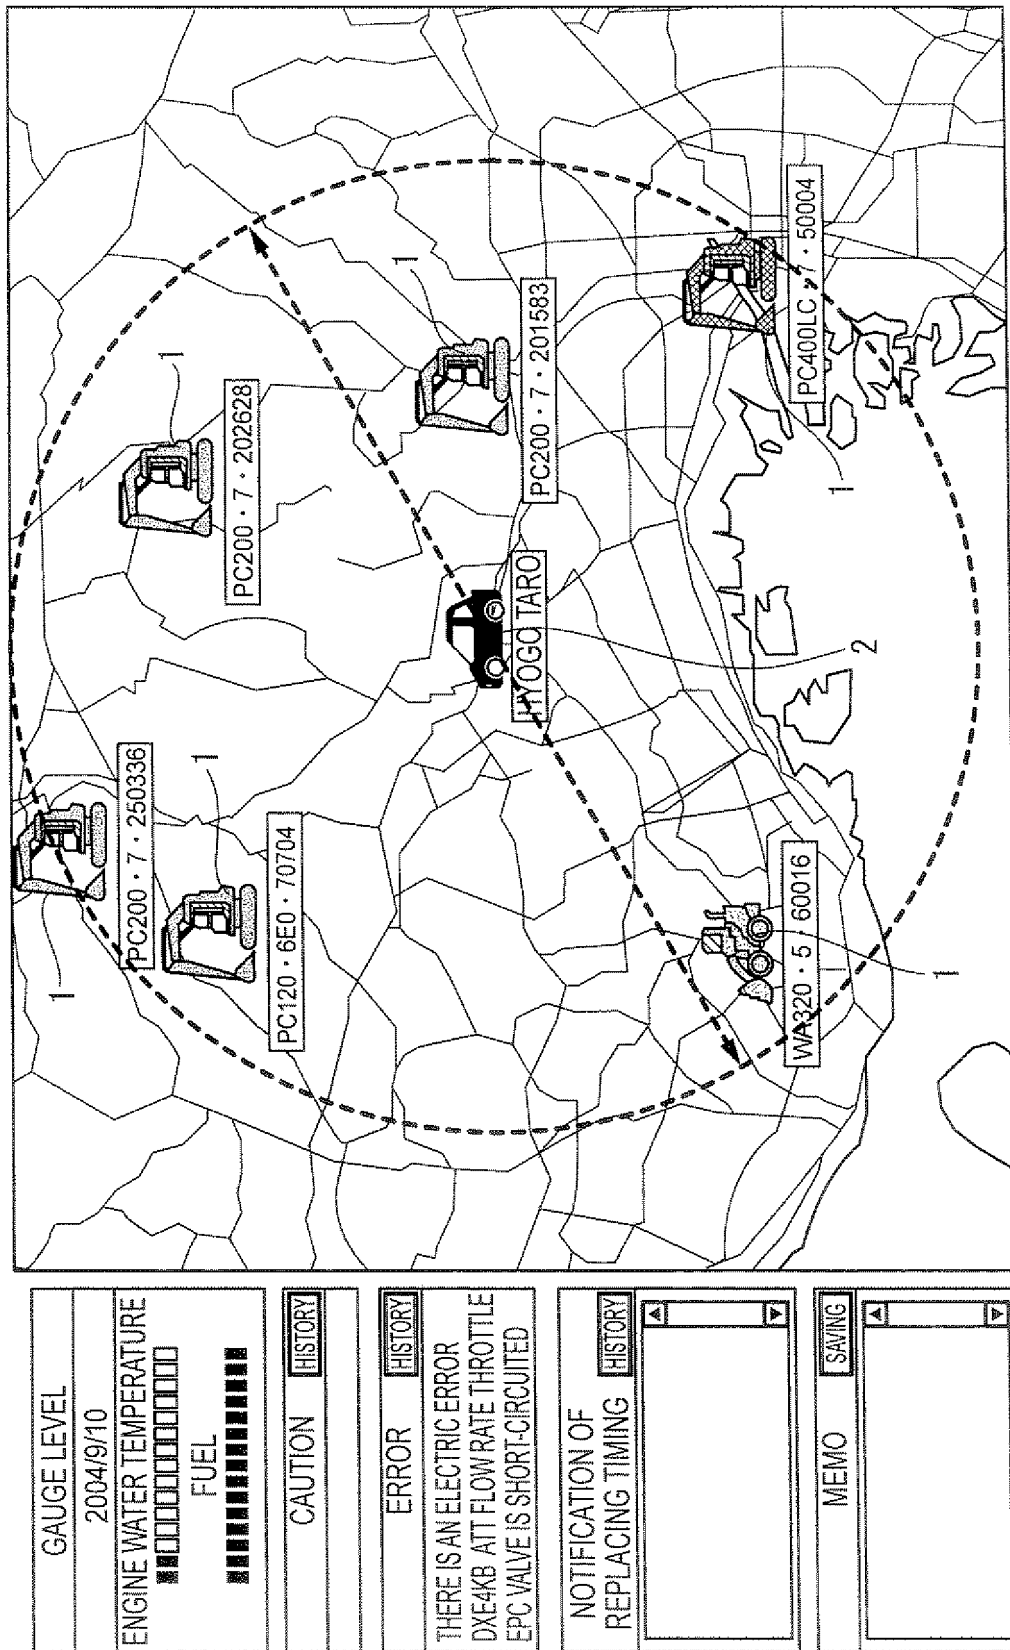 GAUGE LEVEL
2004/9/10
ENGINE WATER TEMPERATURE
FUEL
CAUTION
HISTORY
ERROR
HISTORY
THERE IS AN ELECTRIC ERROR
DXE4KB ATT FLOW RATE THROTTLE
EPC VALVE IS SHORT-CIRCUITED
NOTIFICATION OF
REPLACING TIMING
HISTORY
MEMO
SAVING
1
PC200・7・250336
1
PC120・6E0・70704
1
PC200・7・202628
1
PC200・7・201583
HYOGO TARO
2
WA320・5・60016
1
PC400LC・7・50004
1